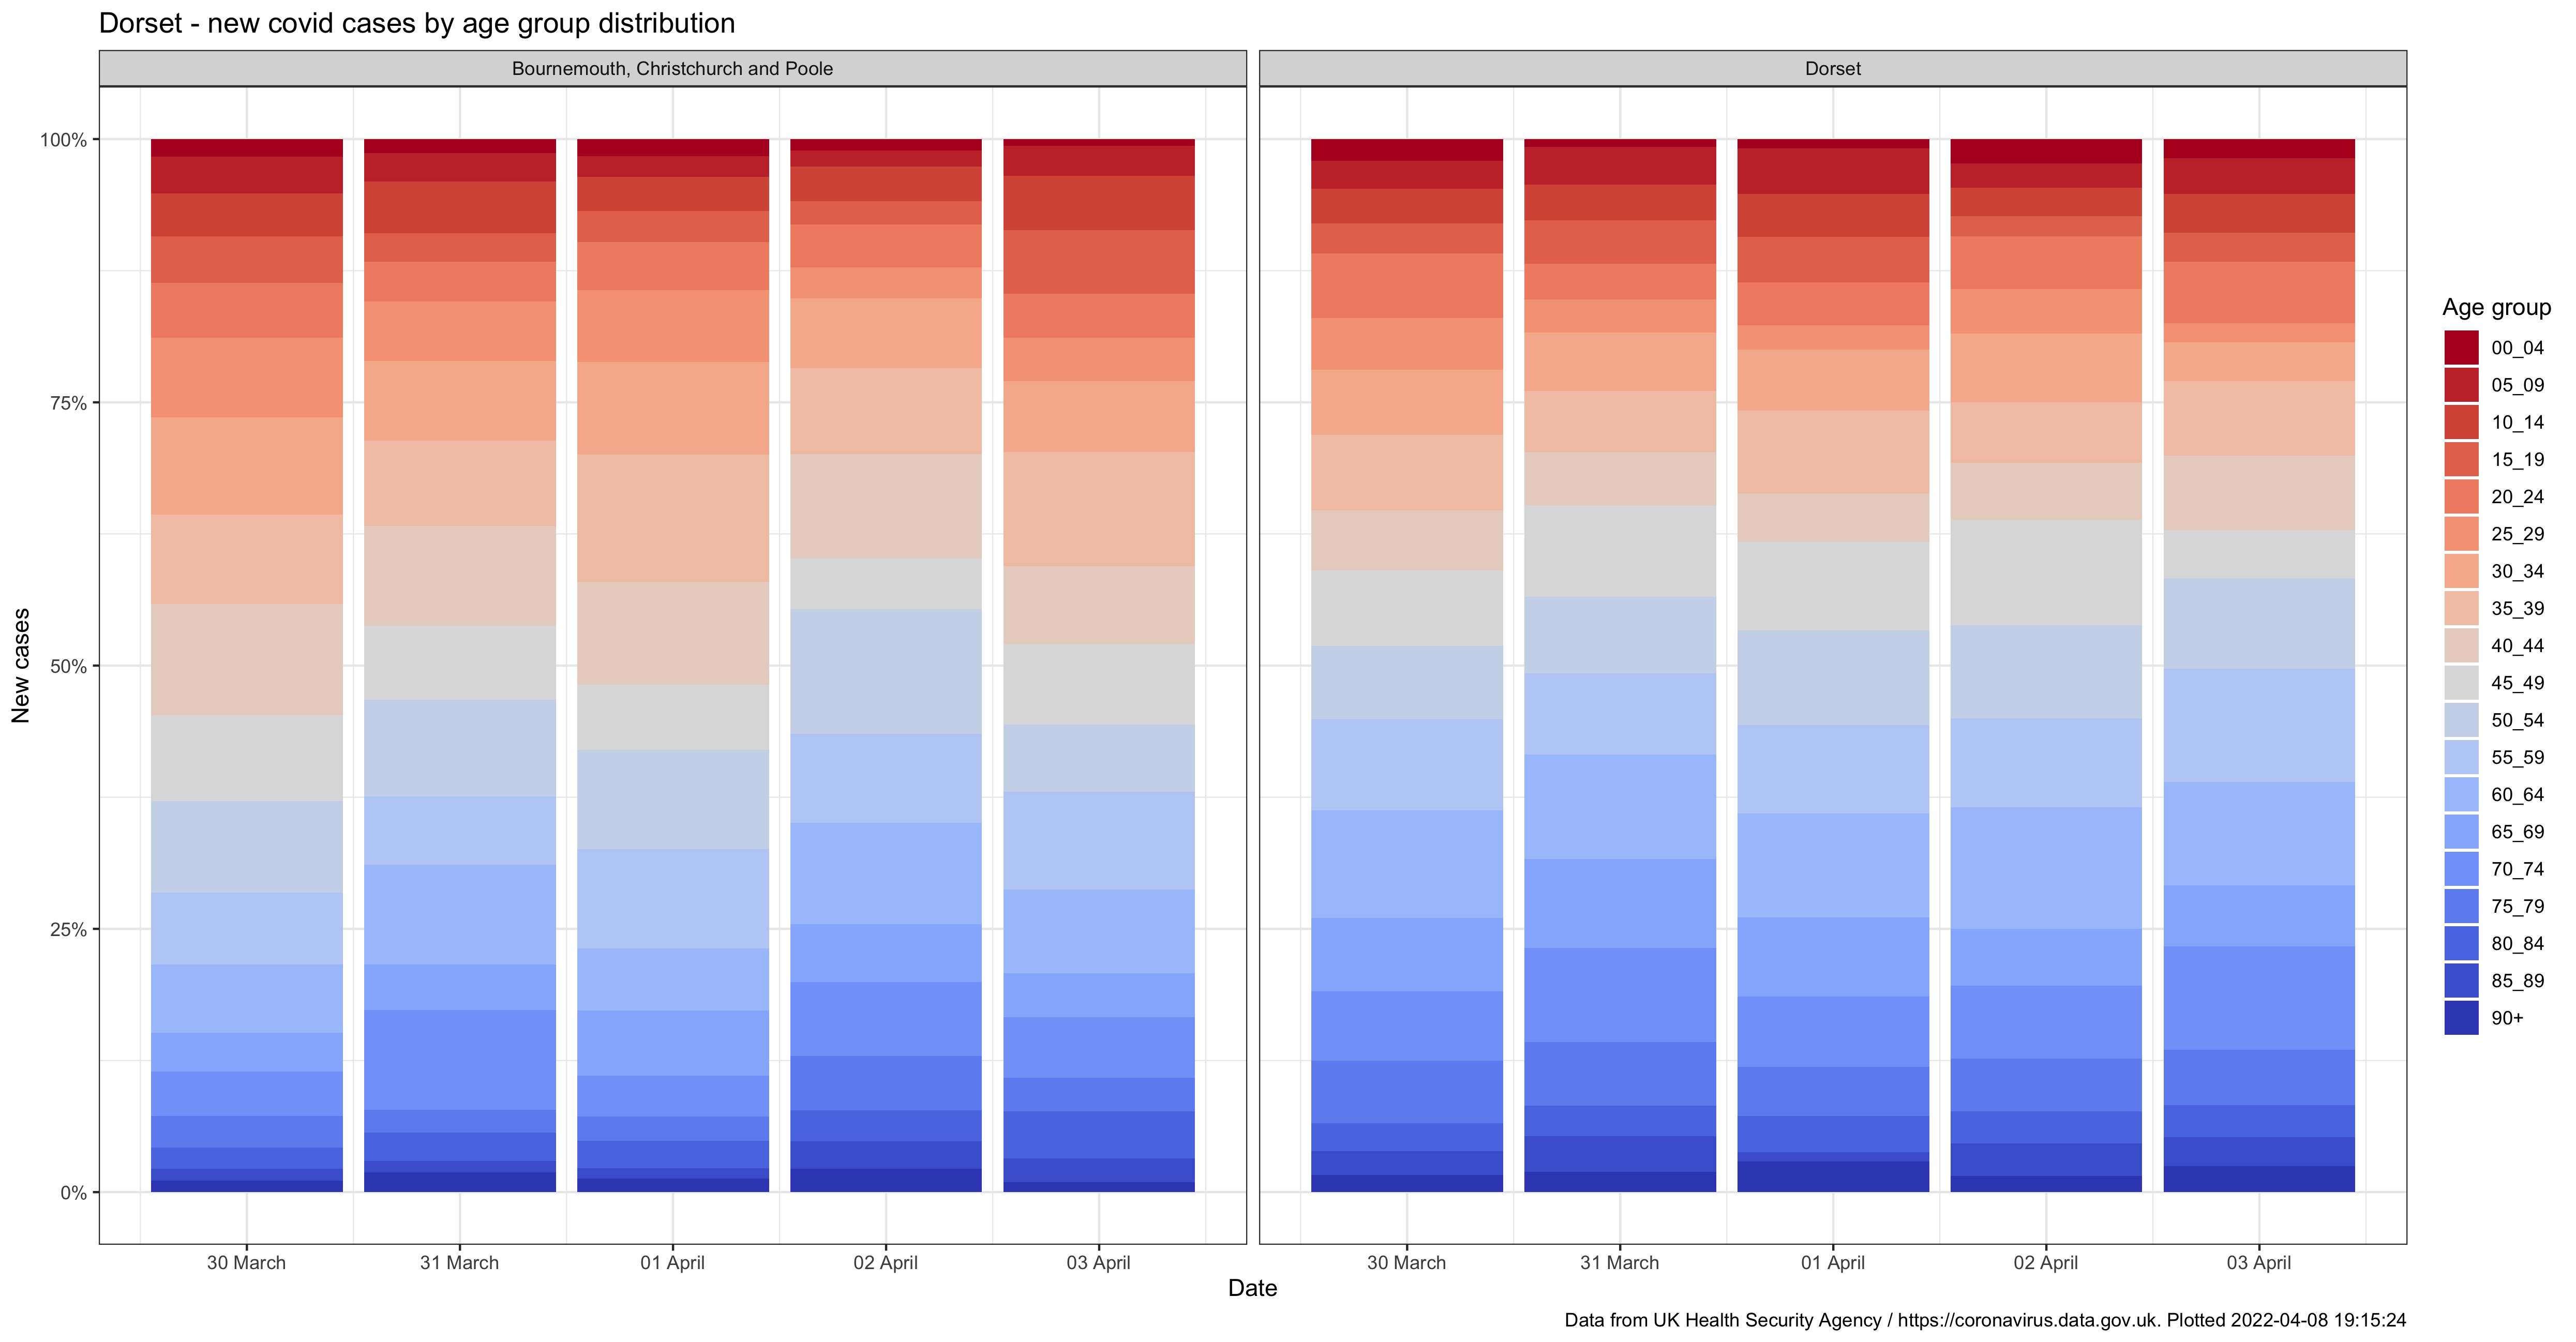 Dorset - new covid cases by age group distribution
Bournemouth, Christchurch and Poole
Dorset
100%
75%
50%
25%
0%
New cases
30 March
31 March
01 April
02 April
03 April
30 March
31 March
01 April
02 April
03 April
Date
Age group
00_04
05_09
10_14
15_19
20_24
25_29
30_34
35_39
40_44
45_49
50_54
55_59
60_64
65_69
70_74
75_79
80_84
85_89
90+
Data from UK Health Security Agency / https://coronavirus.data.gov.uk. Plotted 2022-04-08 19:15:24